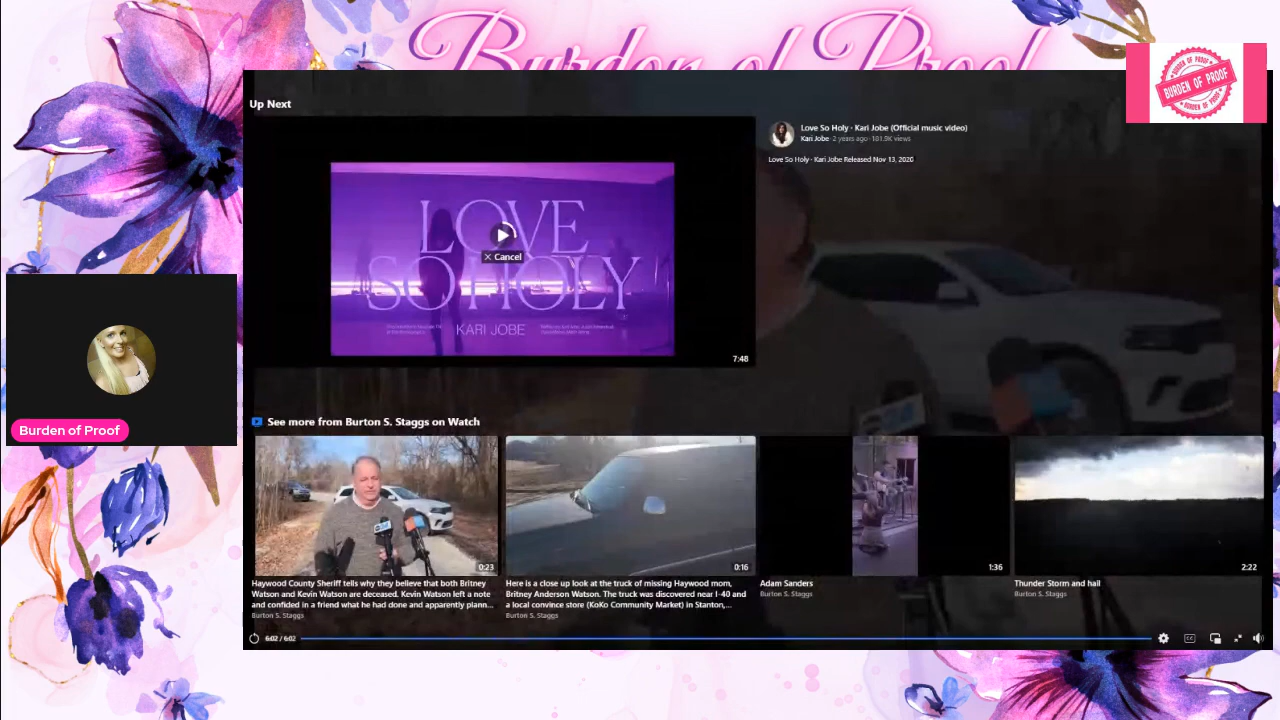 Burden of Proof
BURDEN OF PROOF
BURDEN OF PROOF
BURDEN OF PROOF
Up Next
Love So Holy - Kari Jobe (Official music video)
Kari Jobe · 2 years ago · 101.9K views
Love So Holy - Kari Jobe Released Nov 13, 2020
LOVE
SO HOLY
KARI JOBE
Cancel
7:48
Burden of Proof
See more from Burton S. Staggs on Watch
0:23
0:16
1:36
2:22
Haywood County Sheriff tells why they believe that both Britney
Watson and Kevin Watson are deceased. Kevin Watson left a note
and confided in a friend what he had done and apparently plann...
Burton S. Staggs
Here is a close up look at the truck of missing Haywood mom,
Britney Anderson Watson. The truck was discovered near I-40 and
a local convince store (KoKo Community Market) in Stanton,...
Burton S. Staggs
Adam Sanders
Burton S. Staggs
Thunder Storm and hail
Burton S. Staggs
6:02 / 6:02
CC